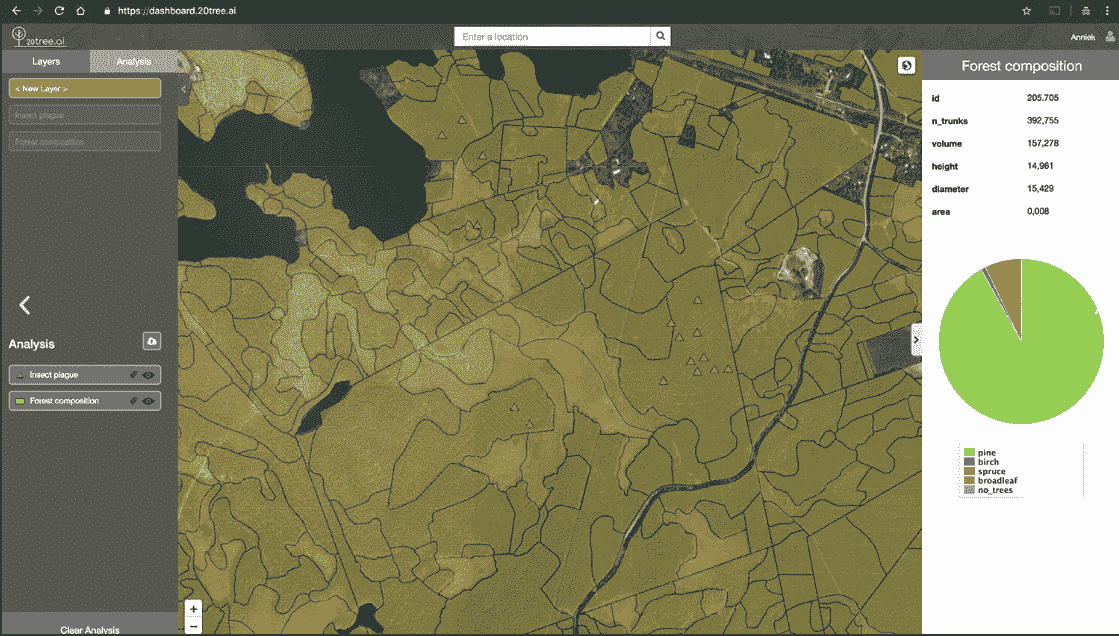 https://dashboard.20tree.ai
20tree.ai
Enter a location
Anniek
Layers
Analysis
< New Layer >
Insect plague
Forest composition
Analysis
Insect plague
Forest composition
Clear Analysis
+
−
Forest composition
id 205.705
n_trunks 392,755
volume 157,278
height 14,961
diameter 15,429
area 0,008
pine
birch
spruce
broadleaf
no_trees